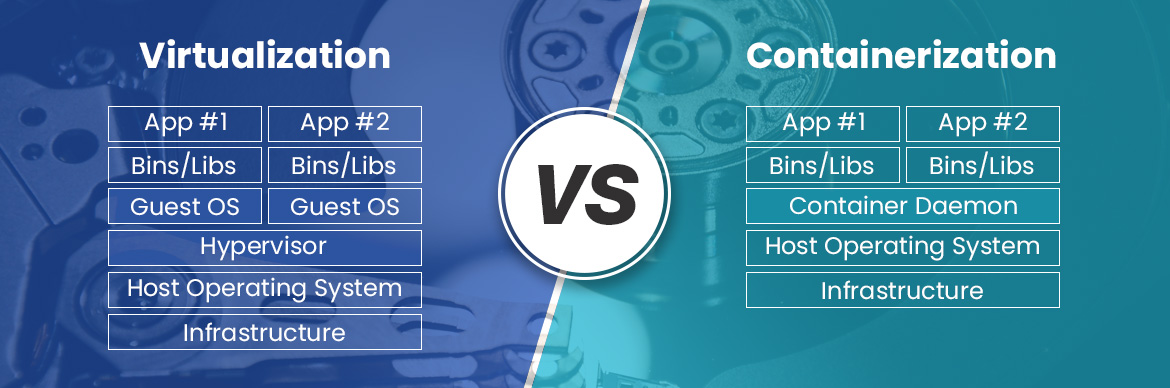 Virtualization
App #1 App #2
Bins/Libs Bins/Libs
Guest OS Guest OS
Hypervisor
Host Operating System
Infrastructure
VS
Containerization
App #1 App #2
Bins/Libs Bins/Libs
Container Daemon
Host Operating System
Infrastructure